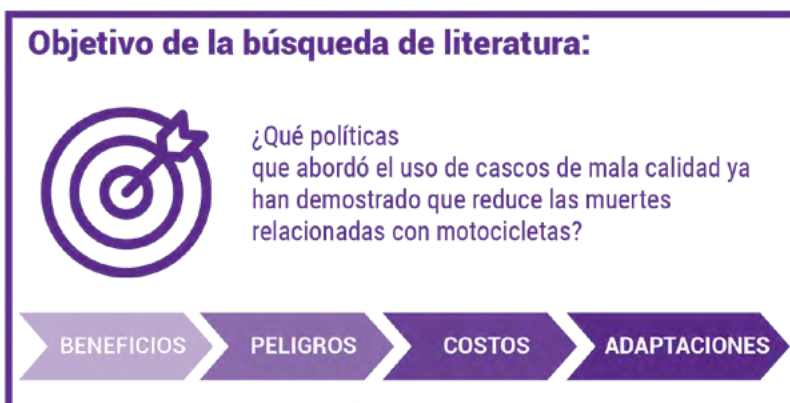 Objetivo de la búsqueda de literatura:
¿Qué políticas
que abordó el uso de cascos de mala calidad ya
han demostrado que reduce las muertes
relacionadas con motocicletas?
BENEFICIOS PELIGROS COSTOS ADAPTACIONES